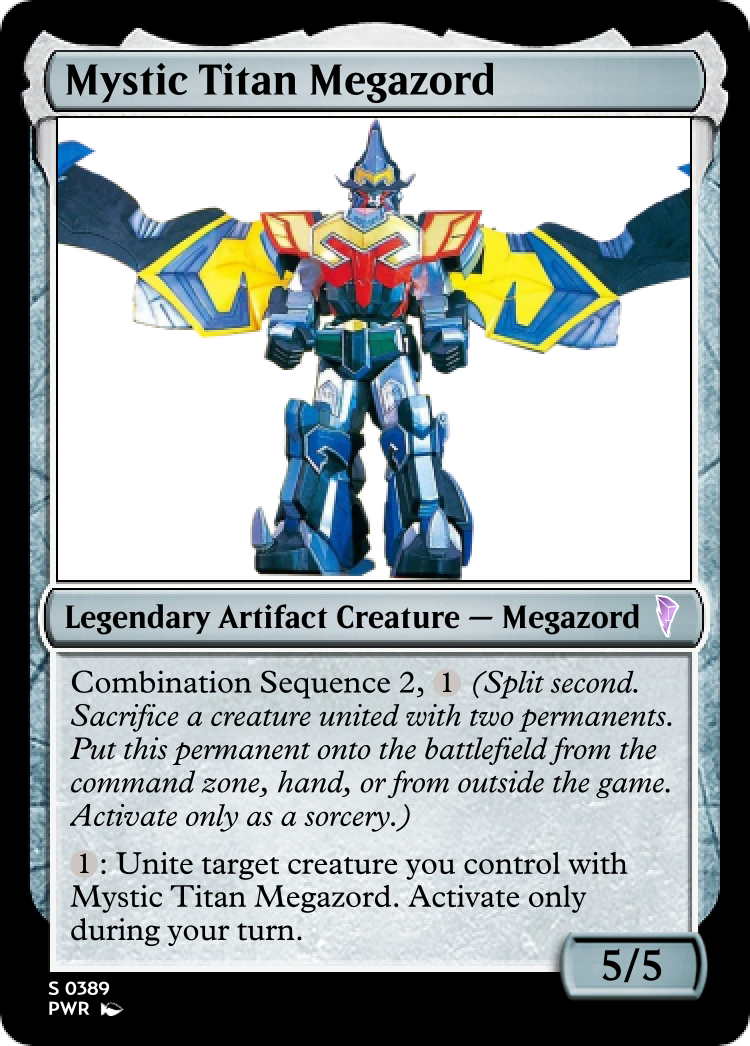 Mystic Titan Megazord
Legendary Artifact Creature — Megazord
Combination Sequence 2, 1 (Split second.
Sacrifice a creature united with two permanents.
Put this permanent onto the battlefield from the
command zone, hand, or from outside the game.
Activate only as a sorcery.)
1: Unite target creature you control with
Mystic Titan Megazord. Activate only
during your turn.
5/5
S 0389
PWR